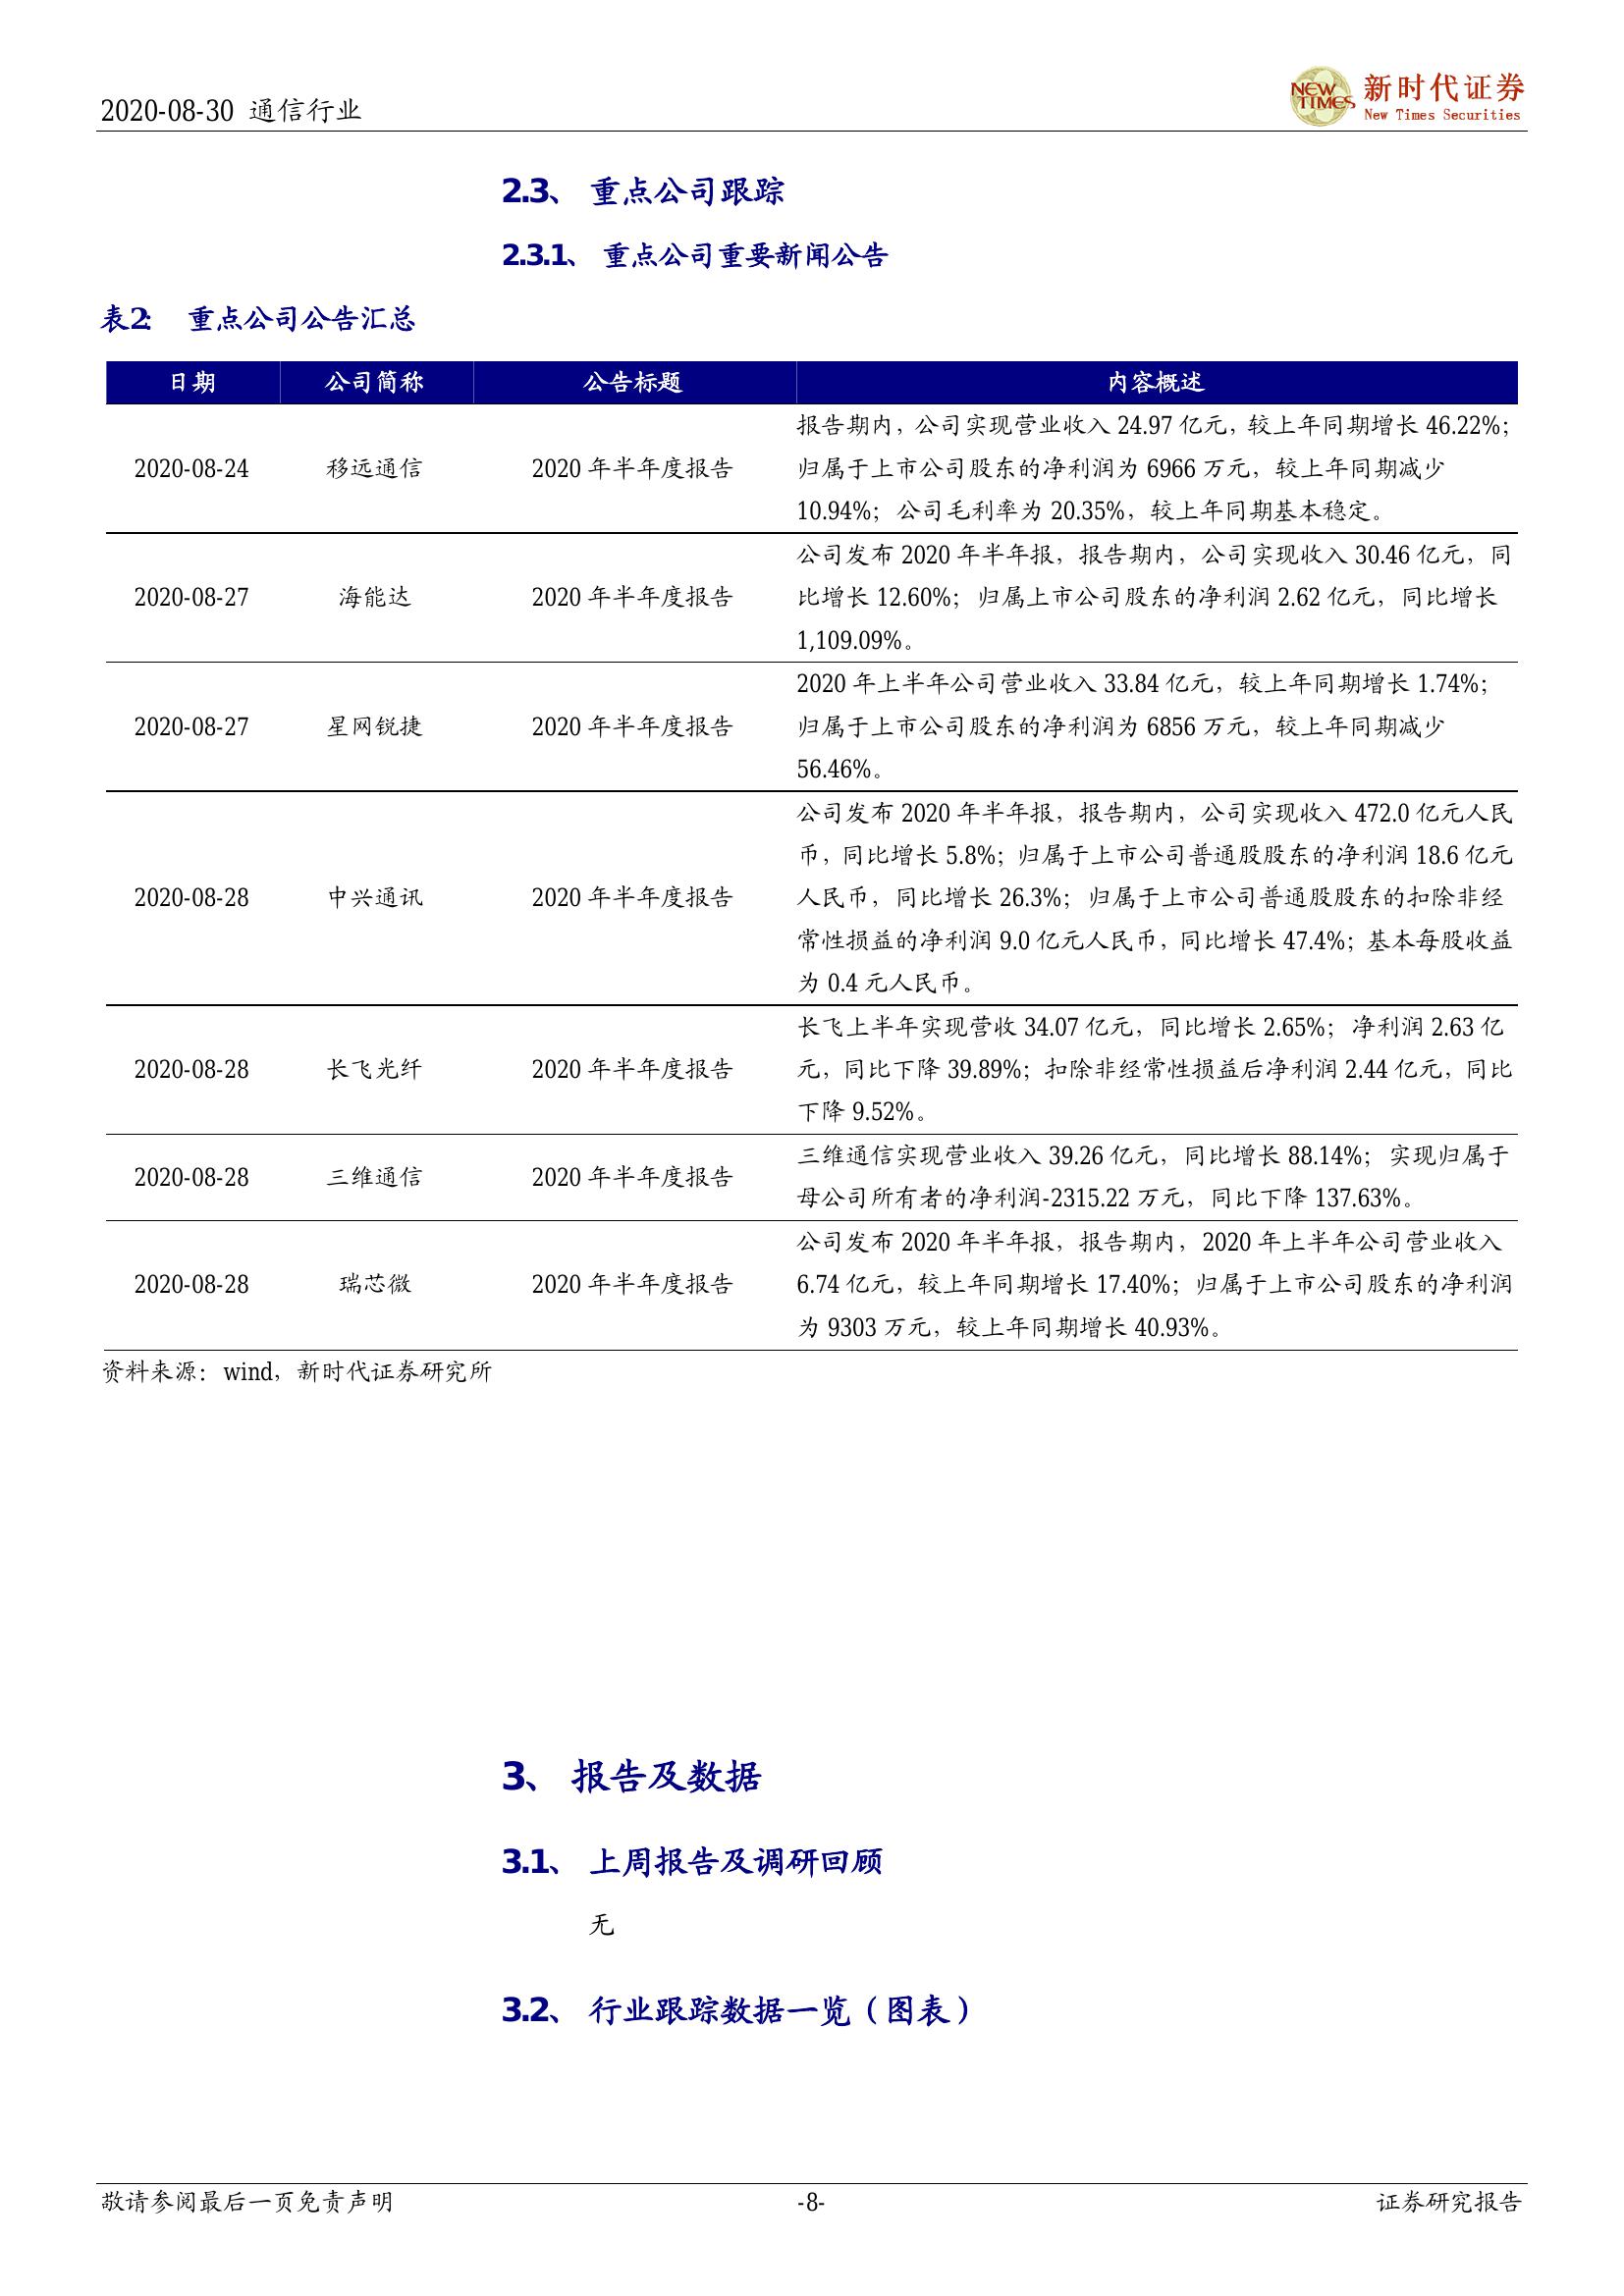 2020-08-30 通信行业
NEW TIMES 新时代证券
New Times Securities
2.3、 重点公司跟踪
2.3.1、 重点公司重要新闻公告
表2: 重点公司公告汇总
日期 公司简称 公告标题 内容概述
2020-08-24 移远通信 2020 年半年度报告
报告期内，公司实现营业收入 24.97 亿元，较上年同期增长 46.22%；
归属于上市公司股东的净利润为 6966 万元，较上年同期减少
10.94%；公司毛利率为 20.35%，较上年同期基本稳定。
2020-08-27 海能达 2020 年半年度报告
公司发布 2020 年半年报，报告期内，公司实现收入 30.46 亿元，同
比增长 12.60%；归属上市公司股东的净利润 2.62 亿元，同比增长
1,109.09%。
2020-08-27 星网锐捷 2020 年半年度报告
2020 年上半年公司营业收入 33.84 亿元，较上年同期增长 1.74%；
归属于上市公司股东的净利润为 6856 万元，较上年同期减少
56.46%。
2020-08-28 中兴通讯 2020 年半年度报告
公司发布 2020 年半年报，报告期内，公司实现收入 472.0 亿元人民
币，同比增长 5.8%；归属于上市公司普通股股东的净利润 18.6 亿元
人民币，同比增长 26.3%；归属于上市公司普通股股东的扣除非经
常性损益的净利润 9.0 亿元人民币，同比增长 47.4%；基本每股收益
为 0.4 元人民币。
2020-08-28 长飞光纤 2020 年半年度报告
长飞上半年实现营收 34.07 亿元，同比增长 2.65%；净利润 2.63 亿
元，同比下降 39.89%；扣除非经常性损益后净利润 2.44 亿元，同比
下降 9.52%。
2020-08-28 三维通信 2020 年半年度报告
三维通信实现营业收入 39.26 亿元，同比增长 88.14%；实现归属于
母公司所有者的净利润-2315.22 万元，同比下降 137.63%。
2020-08-28 瑞芯微 2020 年半年度报告
公司发布 2020 年半年报，报告期内，2020 年上半年公司营业收入
6.74 亿元，较上年同期增长 17.40%；归属于上市公司股东的净利润
为 9303 万元，较上年同期增长 40.93%。
资料来源：wind，新时代证券研究所
3、 报告及数据
3.1、 上周报告及调研回顾
无
3.2、 行业跟踪数据一览（图表）
敬请参阅最后一页免责声明 -8- 证券研究报告